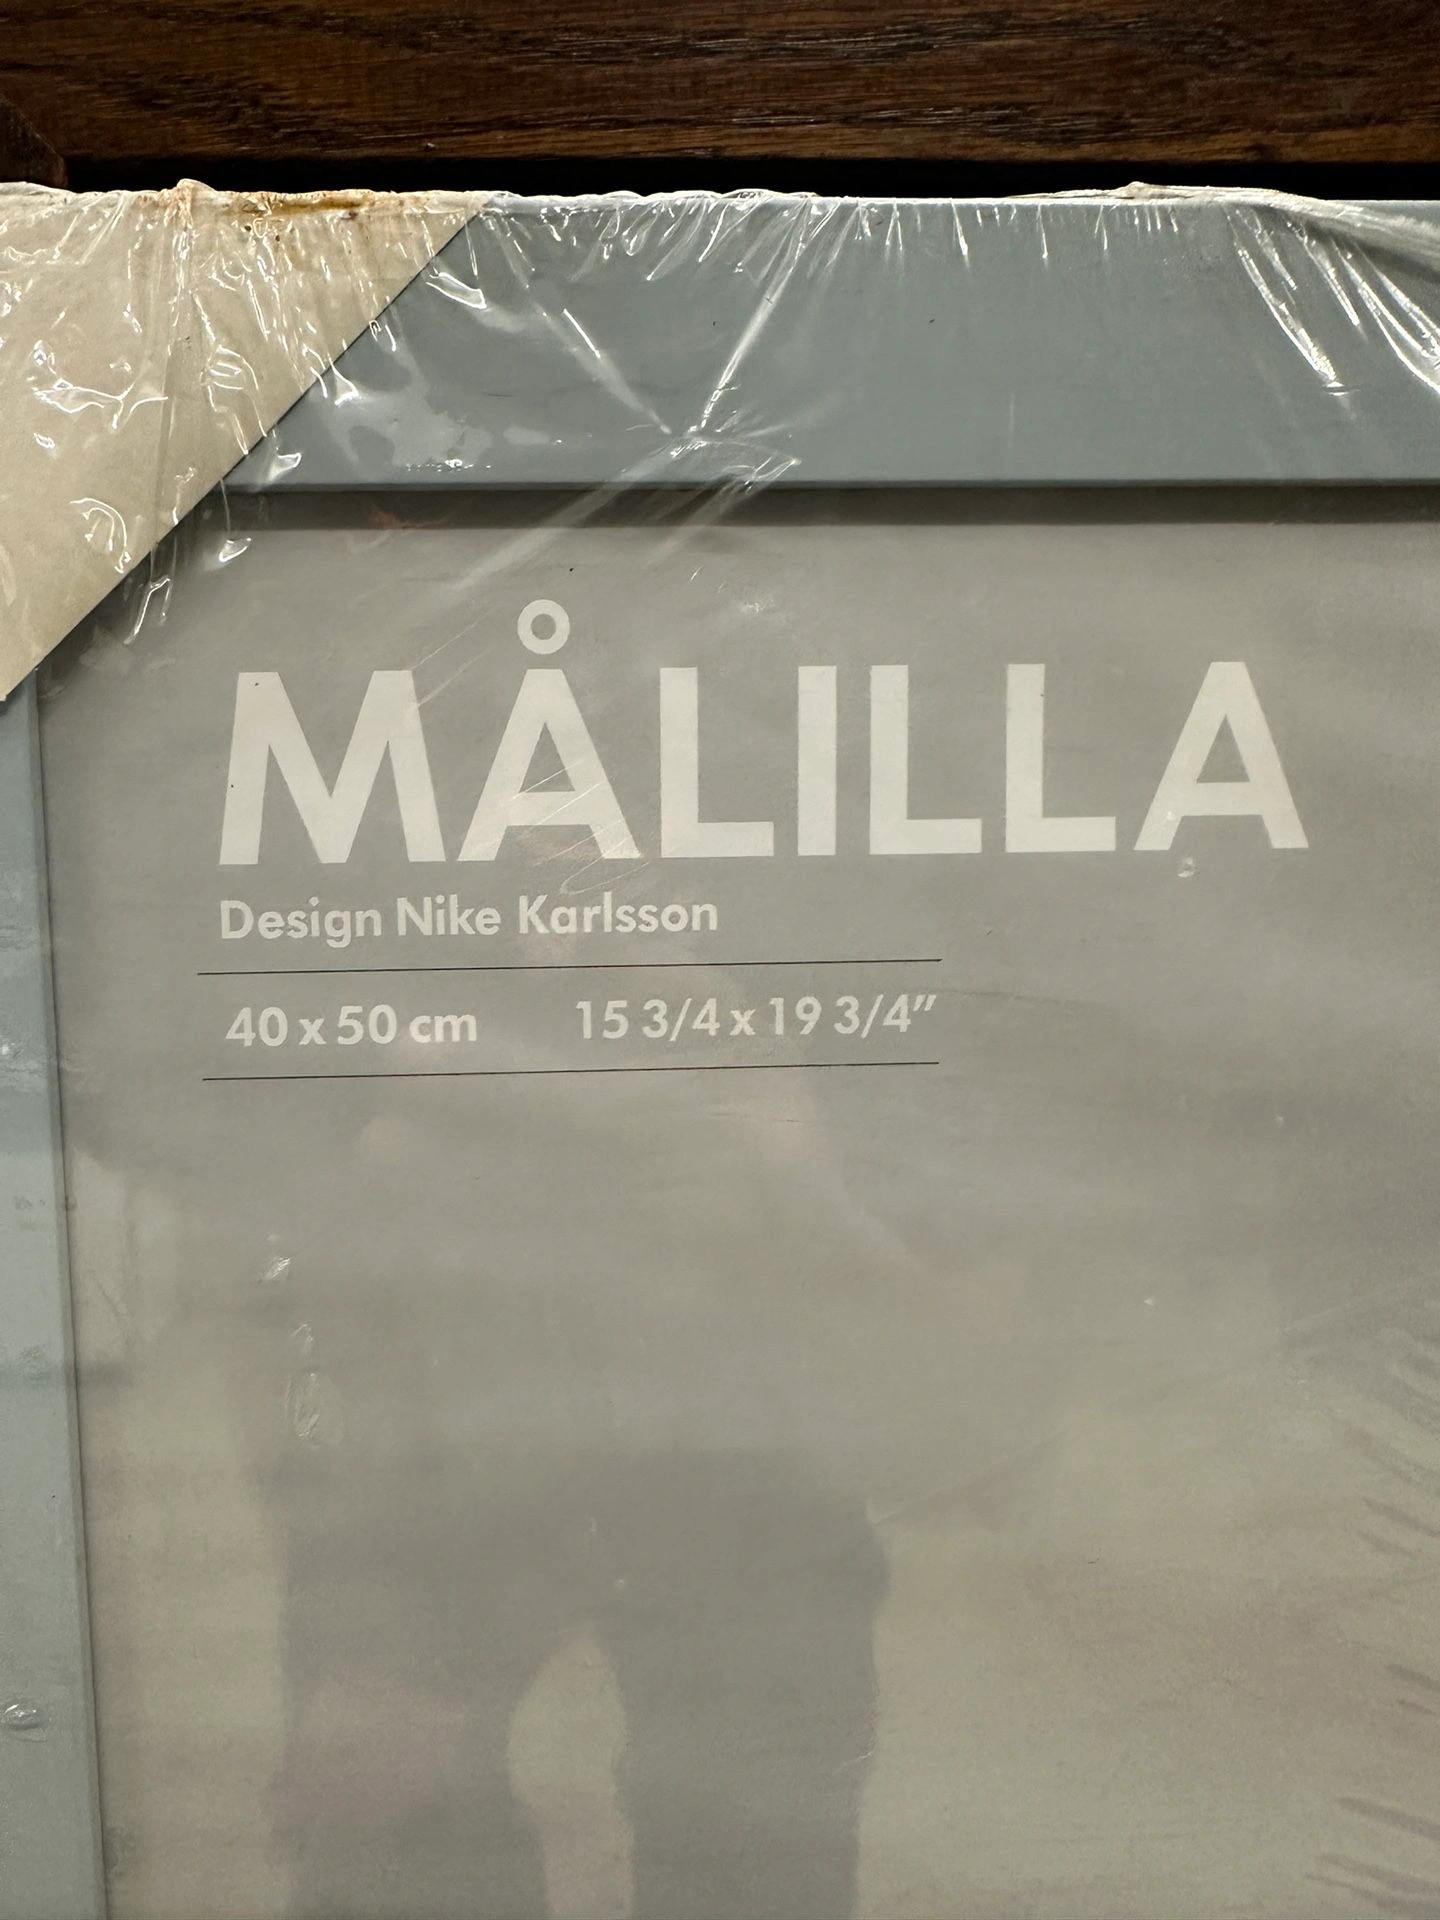 MÅLILLA
Design Nike Karlsson
40 x 50 cm 15 3/4 x 19 3/4"